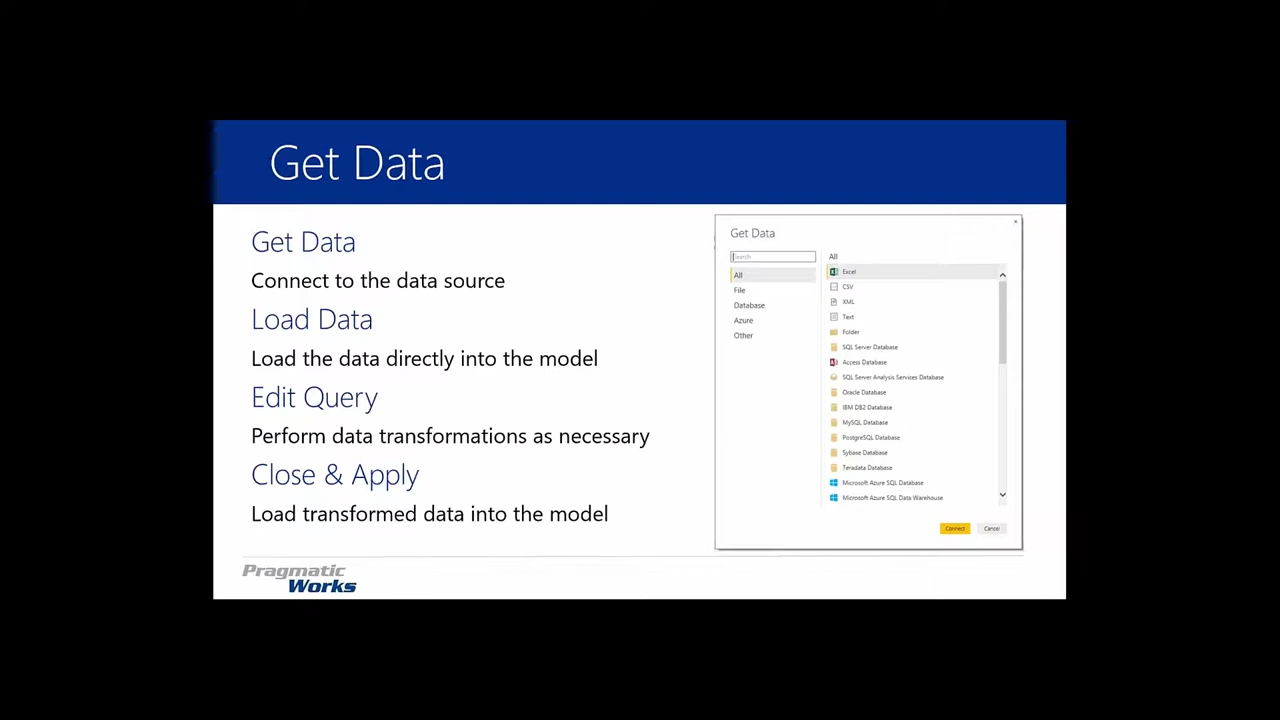 Get Data
Get Data
Connect to the data source
Load Data
Load the data directly into the model
Edit Query
Perform data transformations as necessary
Close & Apply
Load transformed data into the model
Get Data
Search
All
File
Database
Azure
Other
All
Excel
CSV
XML
Text
Folder
SQL Server Database
Access Database
SQL Server Analysis Services Database
Oracle Database
IBM DB2 Database
MySQL Database
PostgreSQL Database
Sybase Database
Teradata Database
Microsoft Azure SQL Database
Microsoft Azure SQL Data Warehouse
Connect
Cancel
Pragmatic
Works